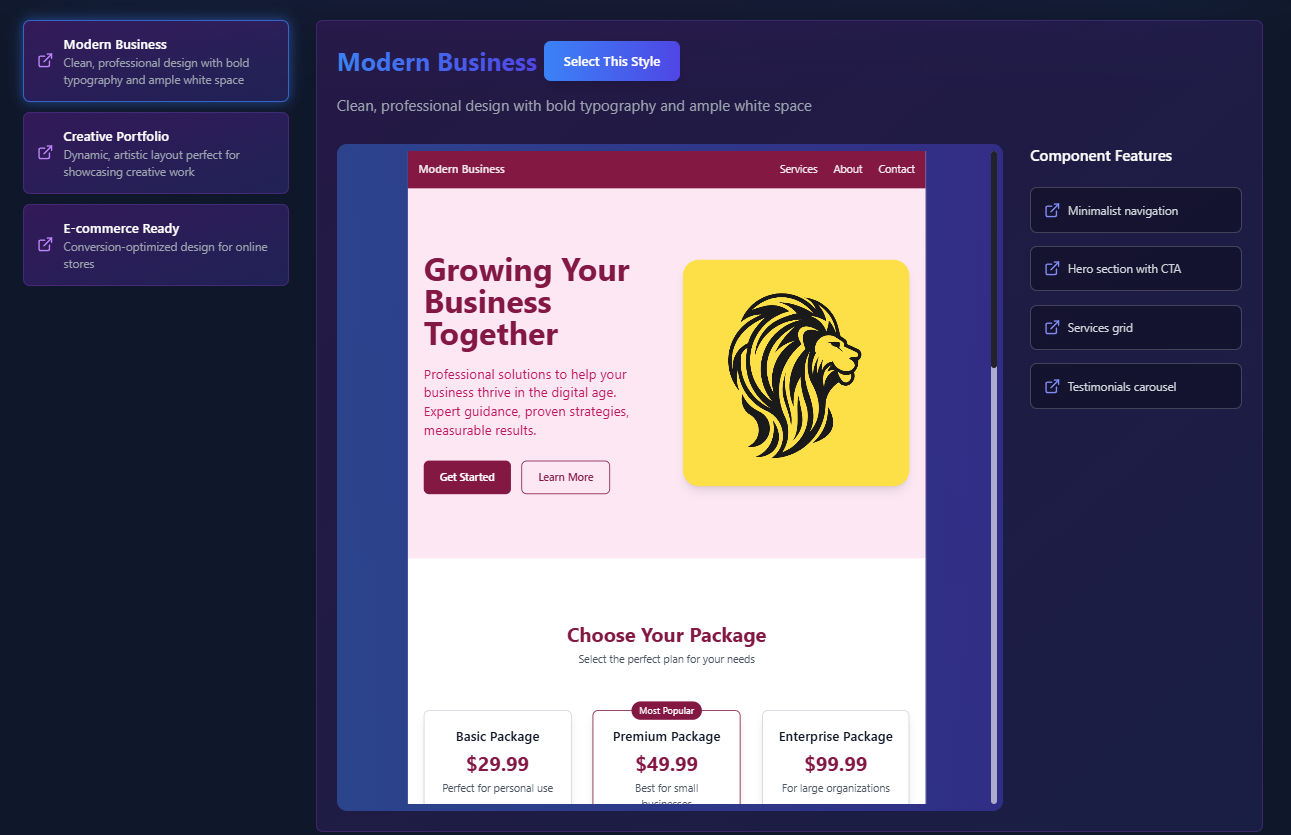 Modern Business
Clean, professional design with bold
typography and ample white space
Creative Portfolio
Dynamic, artistic layout perfect for
showcasing creative work
E-commerce Ready
Conversion-optimized design for online
stores
Modern Business
Select This Style
Clean, professional design with bold typography and ample white space
Modern Business
Services
About
Contact
Growing Your
Business
Together
Professional solutions to help your
business thrive in the digital age.
Expert guidance, proven strategies,
measurable results.
Get Started
Learn More
Choose Your Package
Select the perfect plan for your needs
Basic Package
$29.99
Perfect for personal use
Most Popular
Premium Package
$49.99
Best for small
businesses
Enterprise Package
$99.99
For large organizations
Component Features
Minimalist navigation
Hero section with CTA
Services grid
Testimonials carousel